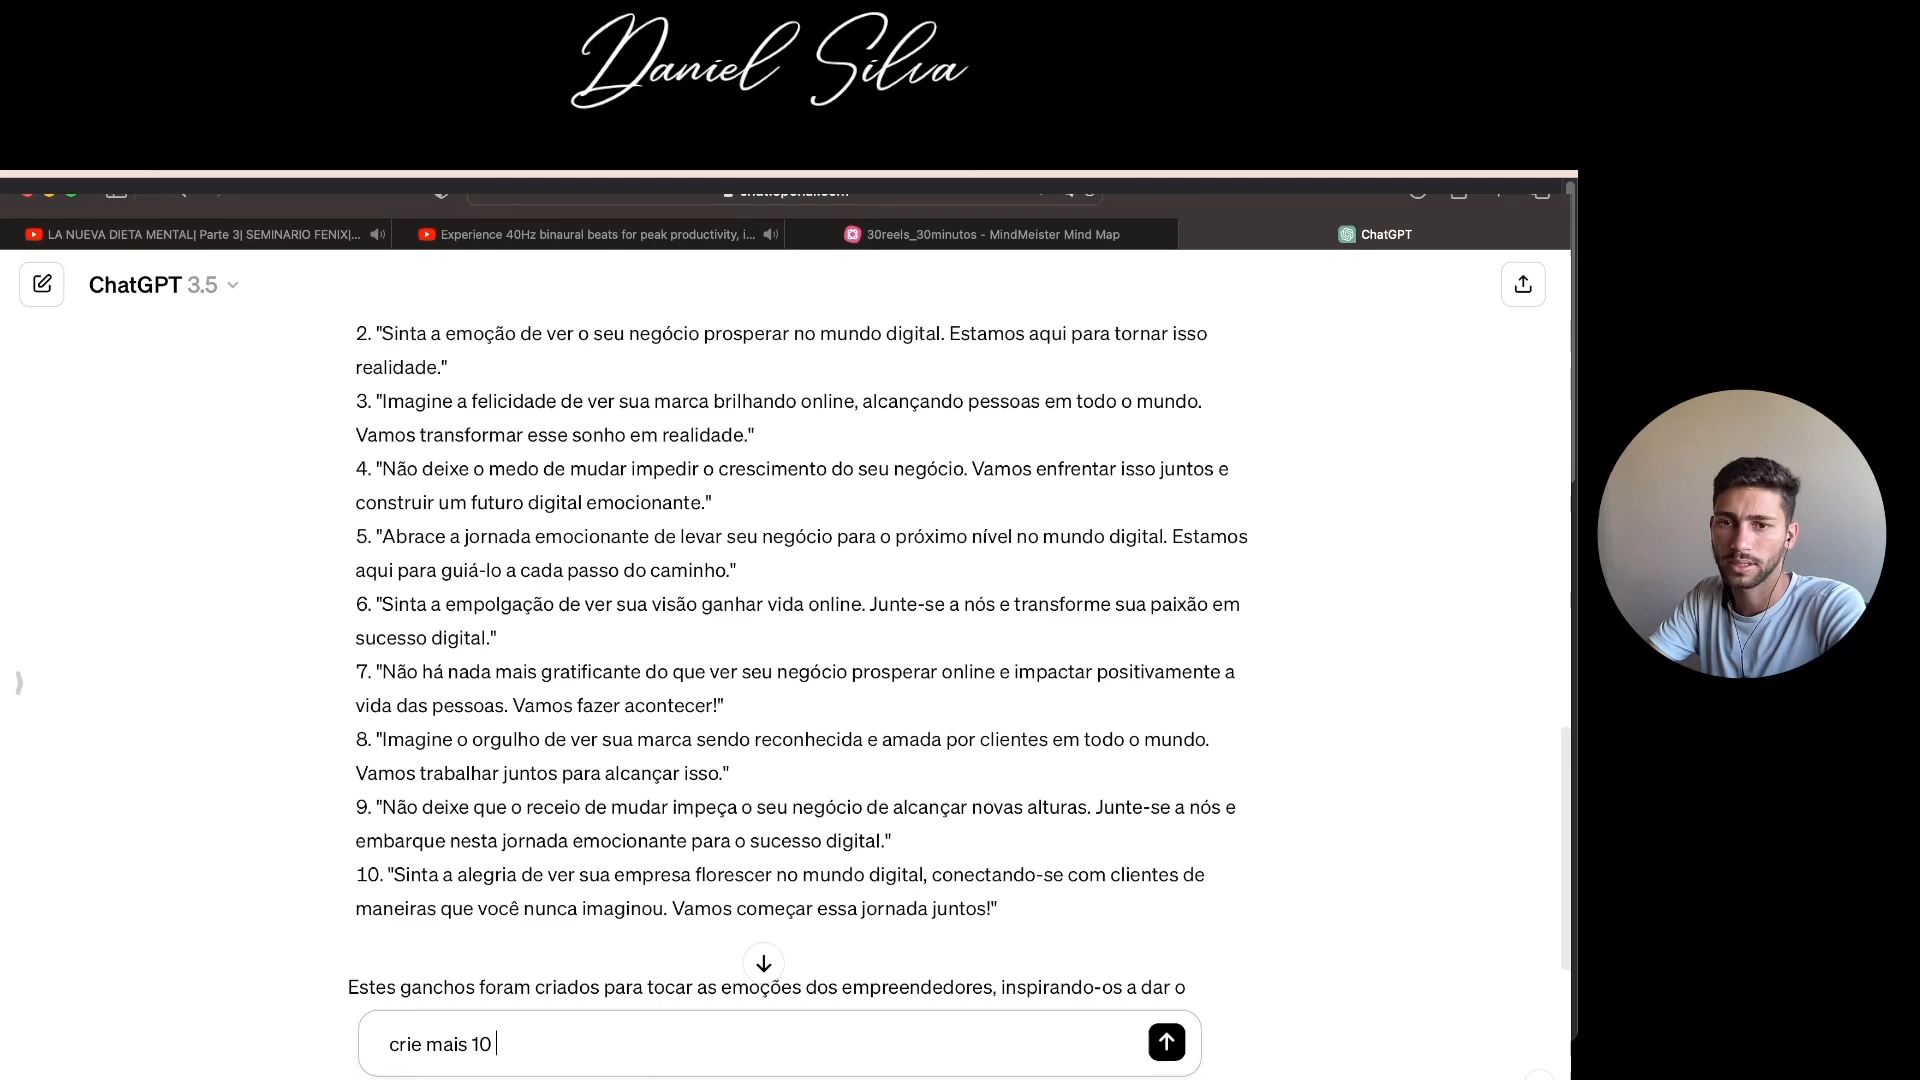 Daniel Silva
LA NUEVA DIETA MENTAL| Parte 3| SEMINARIO FENIX|...
Experience 40Hz binaural beats for peak productivity, i...
30reels_30minutos - MindMeister Mind Map
ChatGPT
ChatGPT 3.5
2. "Sinta a emoção de ver o seu negócio prosperar no mundo digital. Estamos aqui para tornar isso
realidade."
3. "Imagine a felicidade de ver sua marca brilhando online, alcançando pessoas em todo o mundo.
Vamos transformar esse sonho em realidade."
4. "Não deixe o medo de mudar impedir o crescimento do seu negócio. Vamos enfrentar isso juntos e
construir um futuro digital emocionante."
5. "Abrace a jornada emocionante de levar seu negócio para o próximo nível no mundo digital. Estamos
aqui para guiá-lo a cada passo do caminho."
6. "Sinta a empolgação de ver sua visão ganhar vida online. Junte-se a nós e transforme sua paixão em
sucesso digital."
7. "Não há nada mais gratificante do que ver seu negócio prosperar online e impactar positivamente a
vida das pessoas. Vamos fazer acontecer!"
8. "Imagine o orgulho de ver sua marca sendo reconhecida e amada por clientes em todo o mundo.
Vamos trabalhar juntos para alcançar isso."
9. "Não deixe que o receio de mudar impeça o seu negócio de alcançar novas alturas. Junte-se a nós e
embarque nesta jornada emocionante para o sucesso digital."
10. "Sinta a alegria de ver sua empresa florescer no mundo digital, conectando-se com clientes de
maneiras que você nunca imaginou. Vamos começar essa jornada juntos!"
Estes ganchos foram criados para tocar as emoções dos empreendedores, inspirando-os a dar o
crie mais 10